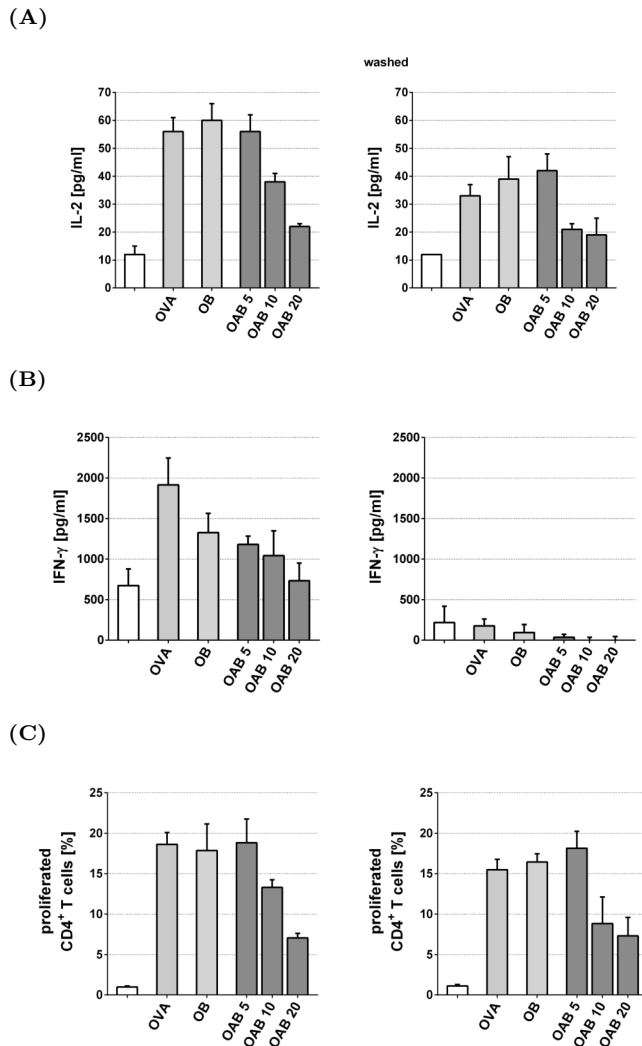 (A)
washed
IL-2 [pg/ml]
70
60
50
40
30
20
10
0
OVA
OB
OAB 5
OAB 10
OAB 20
IL-2 [pg/ml]
70
60
50
40
30
20
10
0
OVA
OB
OAB 5
OAB 10
OAB 20
(B)
IFN-γ [pg/ml]
2500
2000
1500
1000
500
0
OVA
OB
OAB 5
OAB 10
OAB 20
IFN-γ [pg/ml]
2500
2000
1500
1000
500
0
OVA
OB
OAB 5
OAB 10
OAB 20
(C)
proliferated
CD4⁺ T cells [%]
25
20
15
10
5
0
OVA
OB
OAB 5
OAB 10
OAB 20
proliferated
CD4⁺ T cells [%]
25
20
15
10
5
0
OVA
OB
OAB 5
OAB 10
OAB 20